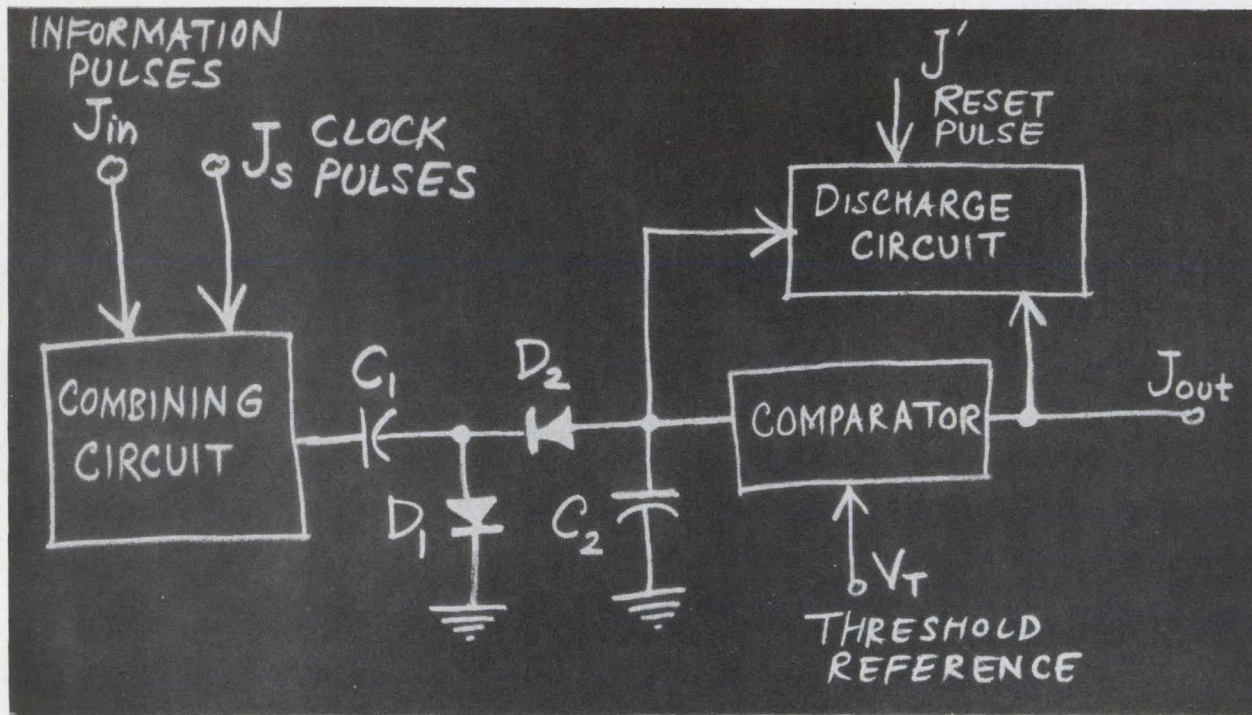 INFORMATION
PULSES
Jin
Js CLOCK
PULSES
J'
RESET
PULSE
DISCHARGE
CIRCUIT
COMBINING
CIRCUIT
C1
D2
COMPARATOR
Jout
D1
C2
VT
THRESHOLD
REFERENCE